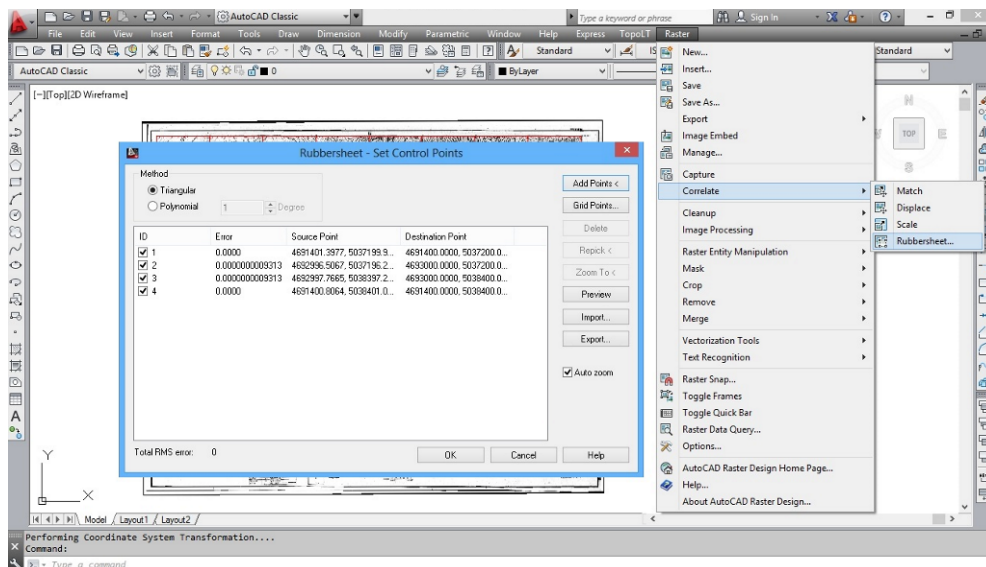 AutoCAD Classic
Type a keyword or phrase
Sign In
File Edit View Insert Format Tools Draw Dimension Modify Parametric Window Help Express TopoLT Raster
Standard
IS
Standard
AutoCAD Classic
0
ByLayer
[−][Top][2D Wireframe]
N
TOP
E
S
Rubbersheet - Set Control Points
Method
Triangular
Polynomial 1 Degree
Add Points <
Grid Points...
Delete
Repick <
Zoom To <
Preview
Import...
Export...
Auto zoom
ID Error Source Point Destination Point
1 0.0000 4691401.3977, 5037199.9... 4691400.0000, 5037200.0...
2 0.0000000009313 4692996.5067, 5037196.2... 4693000.0000, 5037200.0...
3 0.0000000009313 4692997.7665, 5038397.2... 4693000.0000, 5038400.0...
4 0.0000 4691400.8064, 5038401.0... 4691400.0000, 5038400.0...
Total RMS error: 0
OK
Cancel
Help
New...
Insert...
Save
Save As...
Export
Image Embed
Manage...
Capture
Correlate
Cleanup
Image Processing
Raster Entity Manipulation
Mask
Crop
Remove
Merge
Vectorization Tools
Text Recognition
Raster Snap...
Toggle Frames
Toggle Quick Bar
Raster Data Query...
Options...
AutoCAD Raster Design Home Page...
Help...
About AutoCAD Raster Design...
Match
Displace
Scale
Rubbersheet...
Y
X
Model / Layout1 / Layout2 /
Performing Coordinate System Transformation....
Command:
Type a command